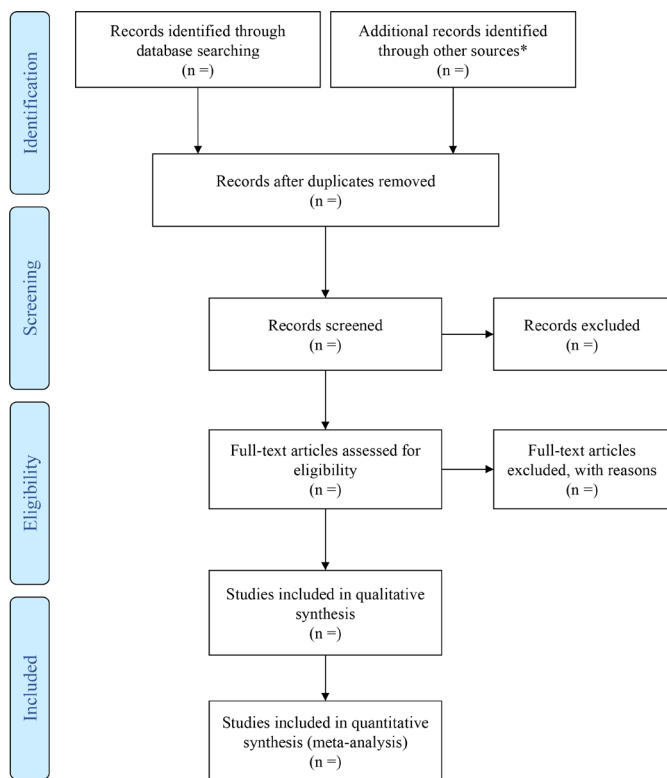 Identification
Records identified through
database searching
(n =)
Additional records identified
through other sources*
(n =)
Records after duplicates removed
(n =)
Screening
Records screened
(n =)
Records excluded
(n =)
Eligibility
Full-text articles assessed for
eligibility
(n =)
Full-text articles
excluded, with reasons
(n =)
Included
Studies included in qualitative
synthesis
(n =)
Studies included in quantitative
synthesis (meta-analysis)
(n =)